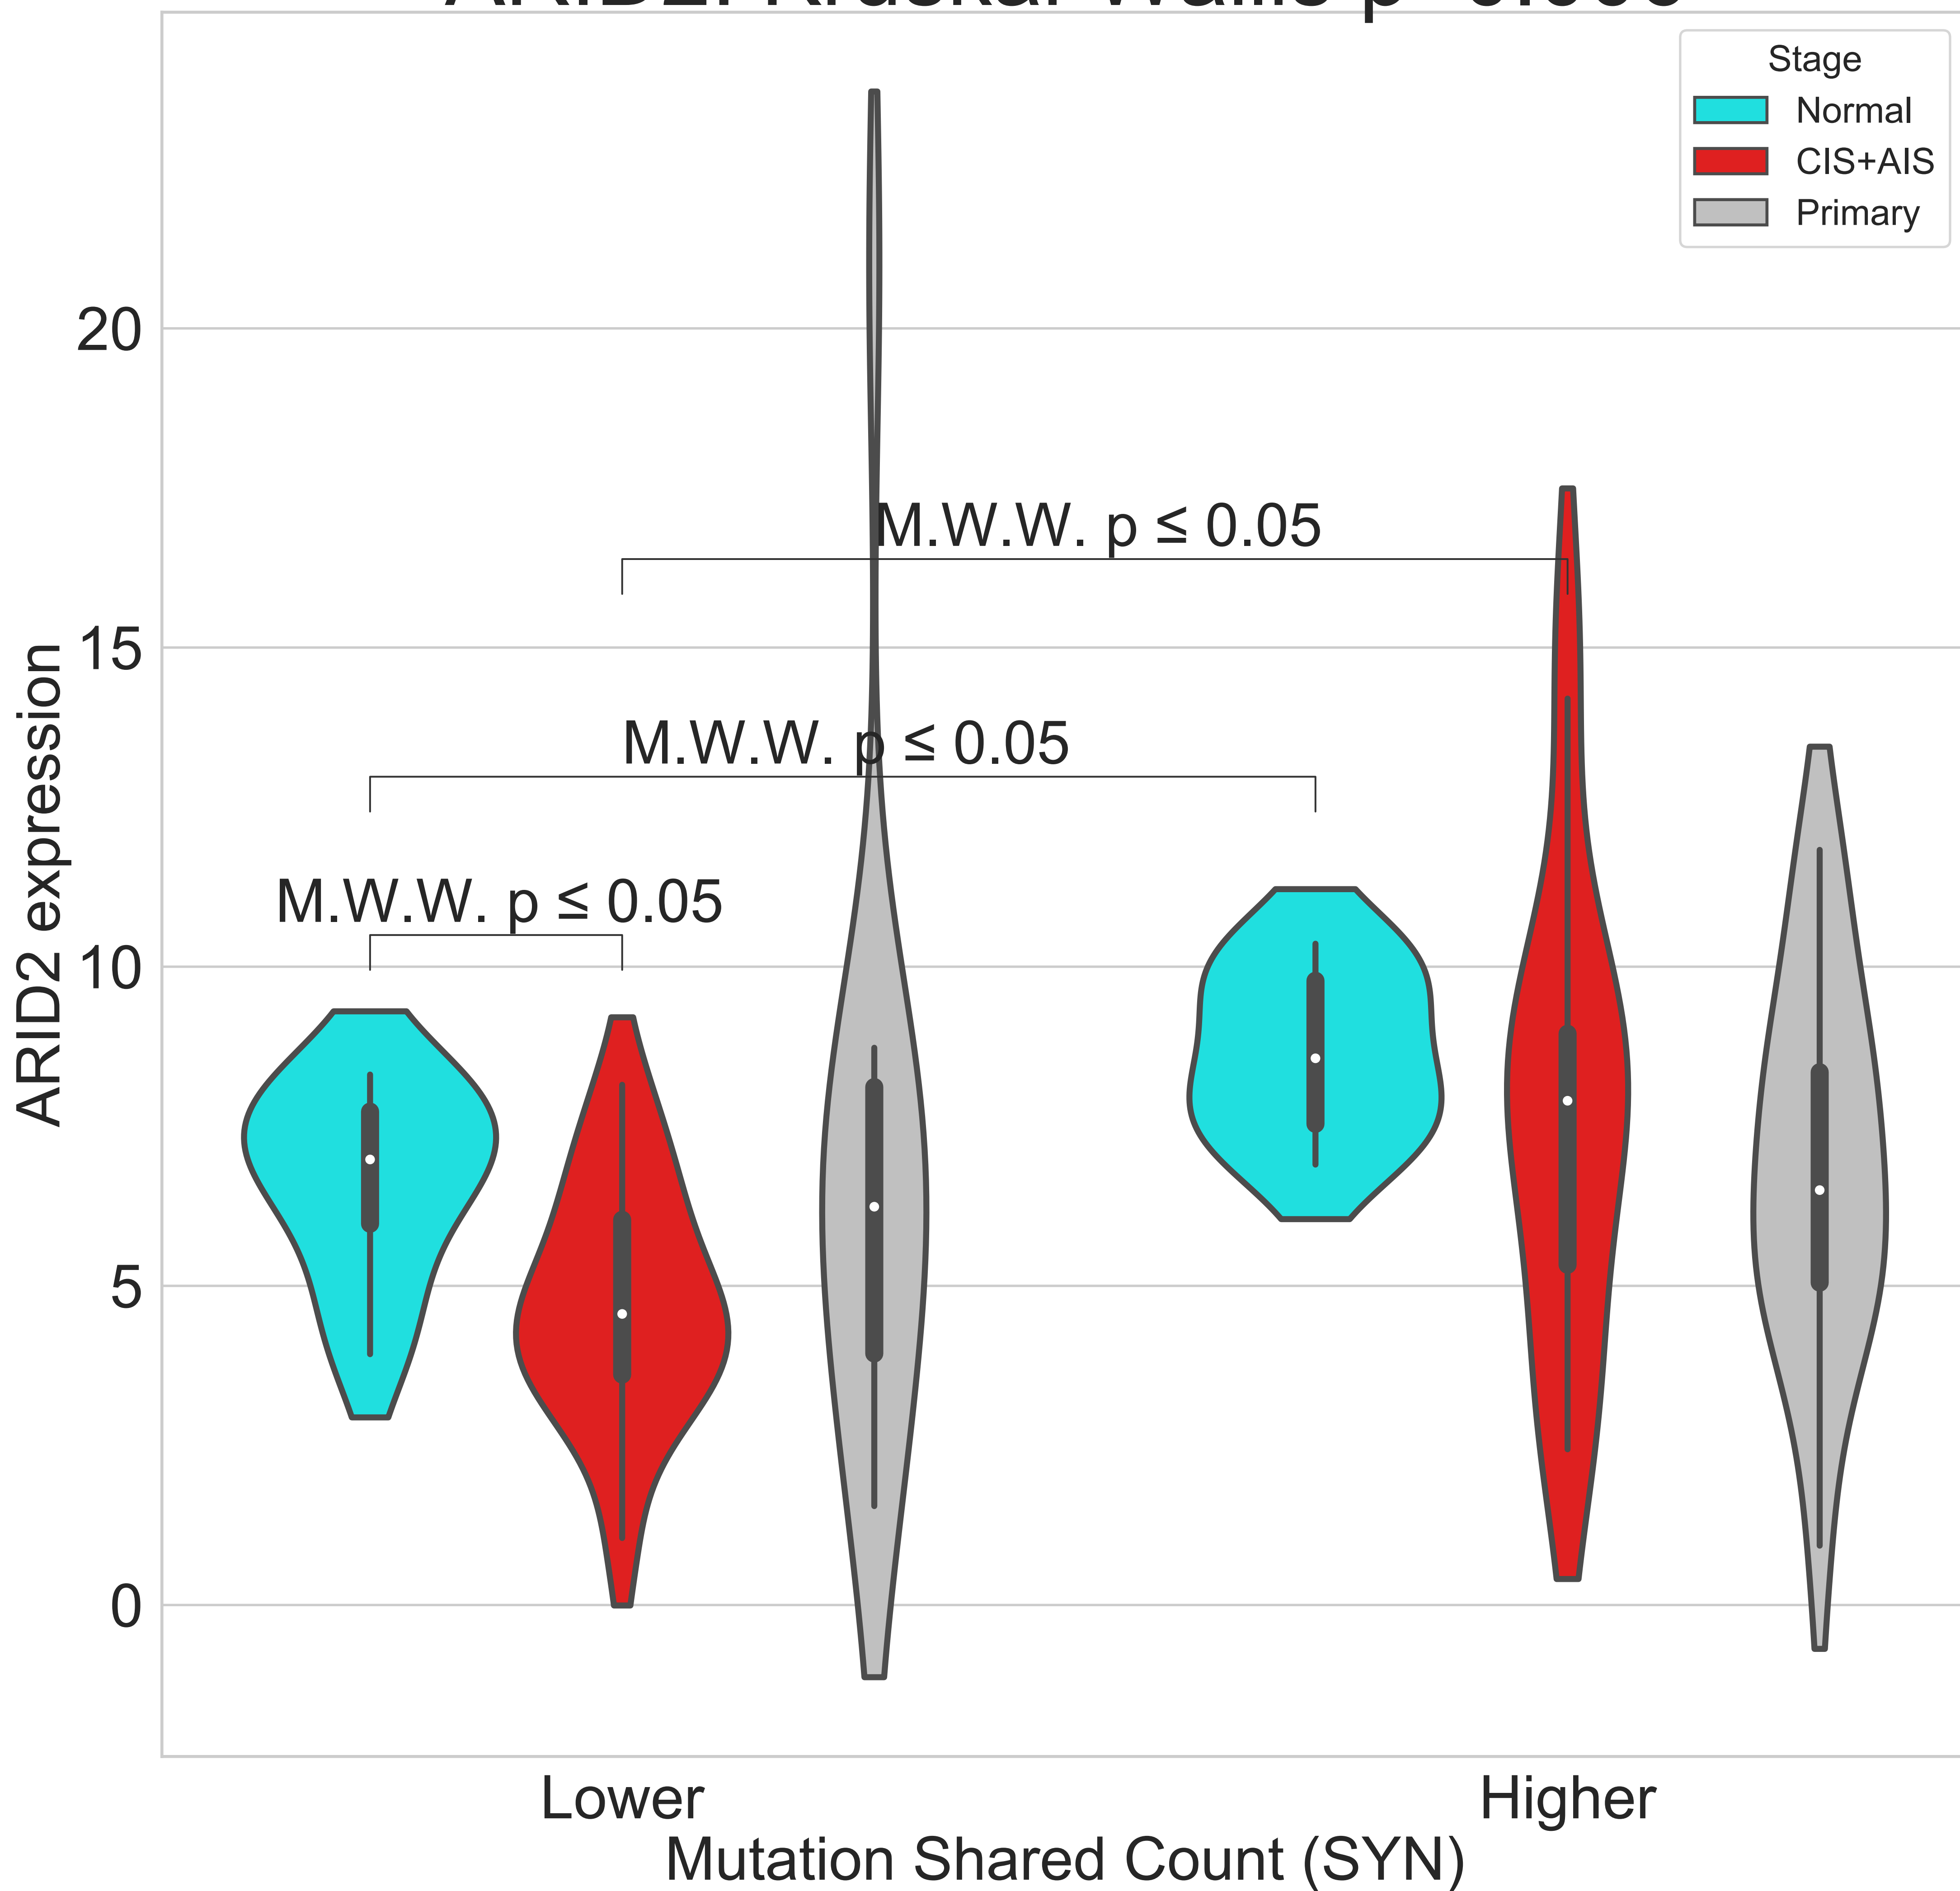 Stage
Normal
CIS+AIS
Primary
20
15
10
5
0
ARID2 expression
M.W.W. p ≤ 0.05
M.W.W. p ≤ 0.05
M.W.W. p ≤ 0.05
Lower
Higher
Mutation Shared Count (SYN)